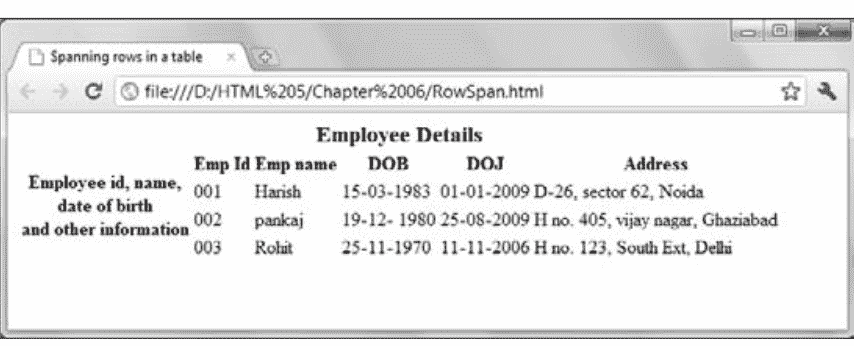 Spanning rows in a table
file:///D:/HTML%205/Chapter%2006/RowSpan.html
Employee Details
Employee id, name,
date of birth
and other information
Emp Id Emp name DOB DOJ Address
001 Harish 15-03-1983 01-01-2009 D-26, sector 62, Noida
002 pankaj 19-12- 1980 25-08-2009 H no. 405, vijay nagar, Ghaziabad
003 Rohit 25-11-1970 11-11-2006 H no. 123, South Ext, Delhi